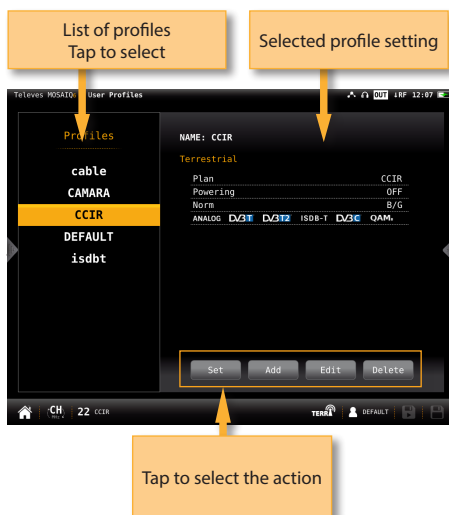 List of profiles
Tap to select
Selected profile setting
Televes MOSAIQ User Profiles OUT ↓RF 12:07
Profiles
cable
CAMARA
CCIR
DEFAULT
isdbt
NAME: CCIR
Terrestrial
Plan CCIR
Powering OFF
Norm B/G
ANALOG DVB T DVB T2 ISDB-T DVB C QAM
Set Add Edit Delete
CH 22 CCIR TERR DEFAULT
Tap to select the action